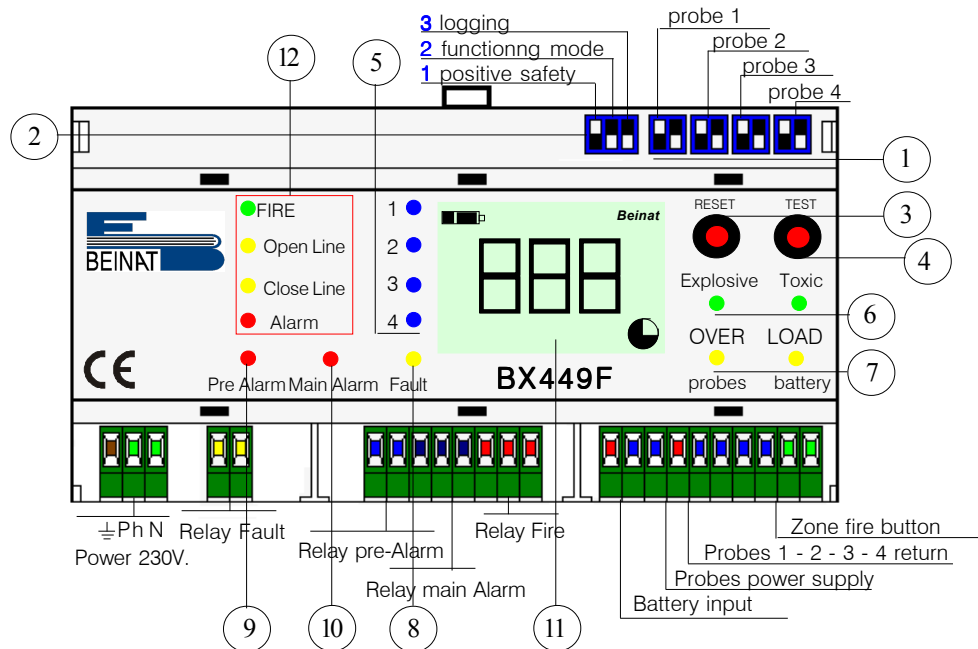 3 logging
2 functionng mode
1 positive safety
probe 1
probe 2
probe 3
probe 4
12
5
2
1
FIRE
Open Line
Close Line
Alarm
1
2
3
4
BEINAT
Beinat
RESET
TEST
3
4
Explosive
Toxic
6
OVER
LOAD
probes
battery
7
CE
Pre Alarm
Main Alarm
Fault
BX449F
Ph N
Power 230V.
Relay Fault
Relay pre-Alarm
Relay main Alarm
Relay Fire
Zone fire button
Probes 1 - 2 - 3 - 4 return
Probes power supply
Battery input
9
10
8
11